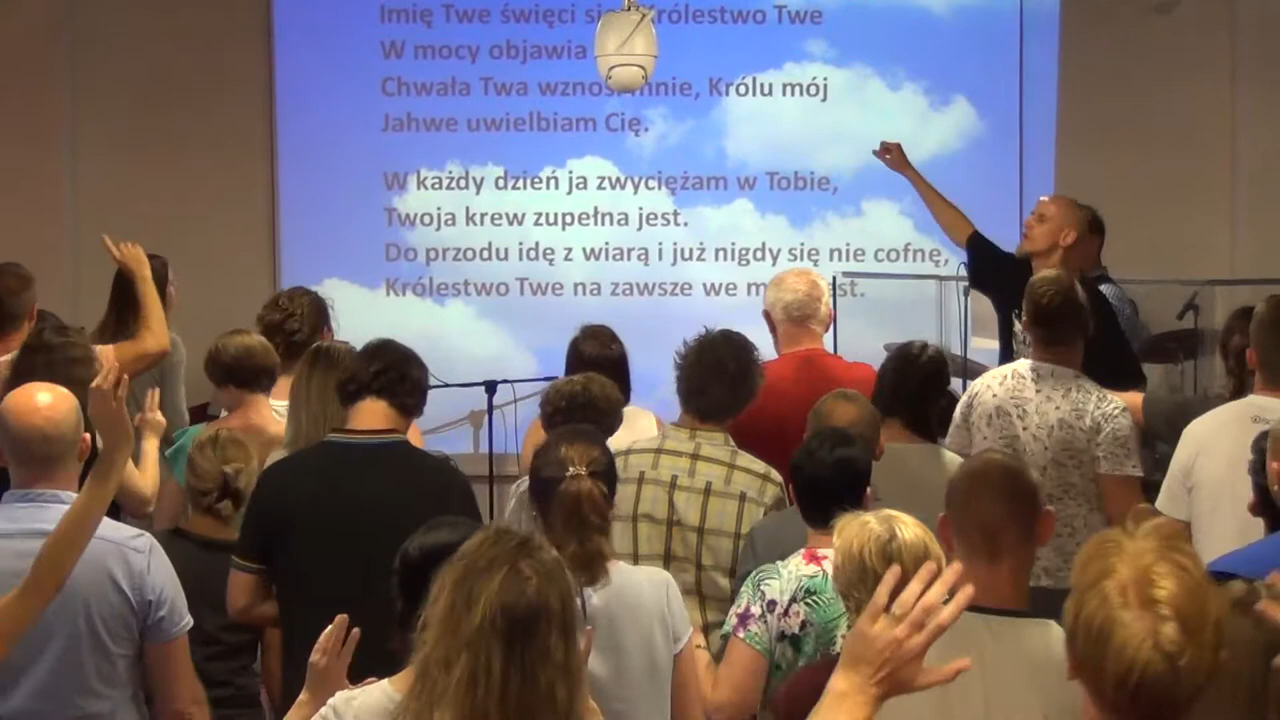 Imię Twe święci Królestwo Twe
W mocy objawia
Chwała Twa mnie, Królu mój
Jahwe uwielbiam Cię.
W każdy dzień ja zwyciężam w Tobie,
Twoja krew zupełna jest.
Do przodu idę z wiarą i już nigdy się nie cofnę,
Królestwo Twe na zawsze we